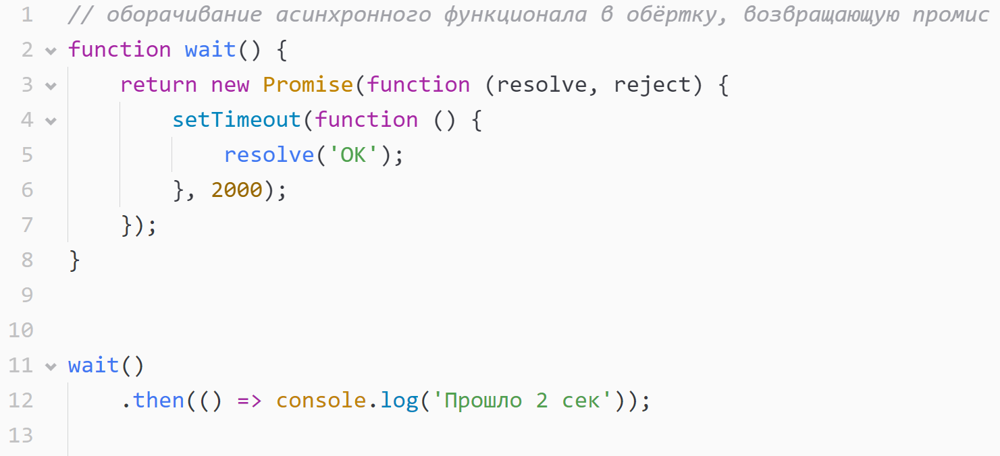 1 // оборачивание асинхронного функционала в обёртку, возвращающую промис
2 function wait() {
3     return new Promise(function (resolve, reject) {
4         setTimeout(function () {
5             resolve('OK');
6         }, 2000);
7     });
8 }
9
10
11 wait()
12     .then(() => console.log('Прошло 2 сек'));
13